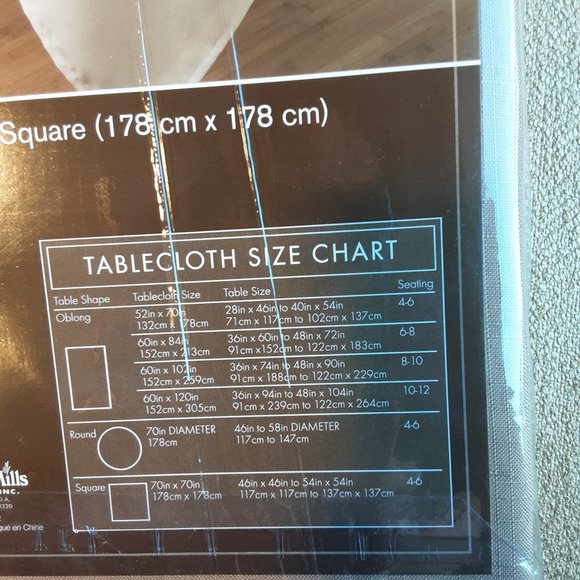 Square (178 cm x 178 cm)
TABLECLOTH SIZE CHART
Table Shape Tablecloth Size Table Size Seating
Oblong 52in x 70in 28in x 46in to 40in x 54in 4-6
132cm x 178cm 71cm x 117cm to 102cm x 137cm
60in x 84in 36in x 60in to 48in x 72in 6-8
152cm x 213cm 91cm x 152cm to 122cm x 183cm
60in x 102in 36in x 74in to 48in x 90in 8-10
152cm x 259cm 91cm x 188cm to 122cm x 229cm
60in x 120in 36in x 94in to 48in x 104in 10-12
152cm x 305cm 91cm x 239cm to 122cm x 264cm
Round 70in DIAMETER 46in to 58in DIAMETER 4-6
178cm 117cm to 147cm
Square 70in x 70in 46in x 46in to 54in x 54in 4-6
178cm x 178cm 117cm x 117cm to 137cm x 137cm
Mills
INC.
en Chine